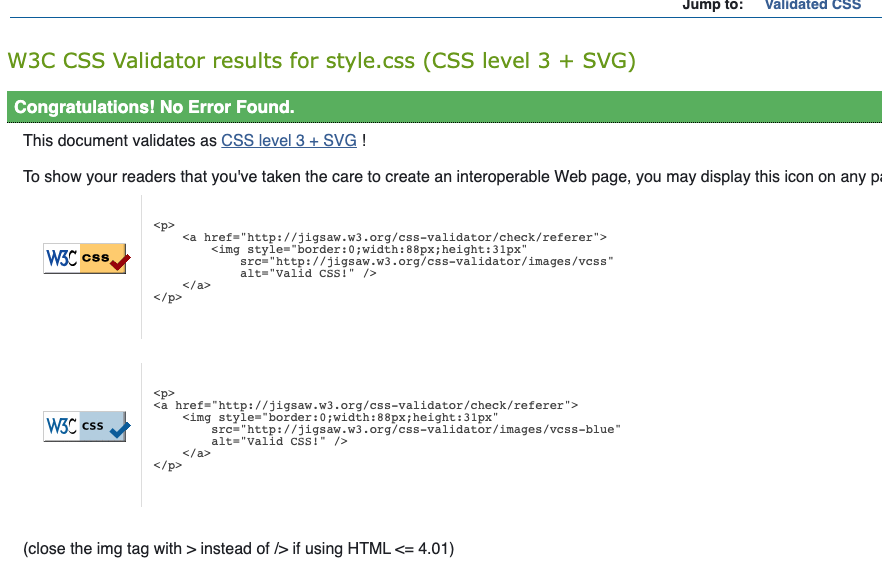 Jump to: Validated CSS
W3C CSS Validator results for style.css (CSS level 3 + SVG)
Congratulations! No Error Found.
This document validates as CSS level 3 + SVG !
To show your readers that you've taken the care to create an interoperable Web page, you may display this icon on any
<p>
<a href="http://jigsaw.w3.org/css-validator/check/referer">
<img style="border:0;width:88px;height:31px"
W3C css
src="http://jigsaw.w3.org/css-validator/images/vcss"
alt="Valid CSS!" />
</a>
</p>
<p>
<a href="http://jigsaw.w3.org/css-validator/check/referer">
<img style="border:0;width:88px;height:31px"
W3C css
src="http://jigsaw.w3.org/css-validator/images/vcss-blue"
alt="Valid CSS!" />
</a>
</p>
(close the img tag with > instead of /> if using HTML <= 4.01)